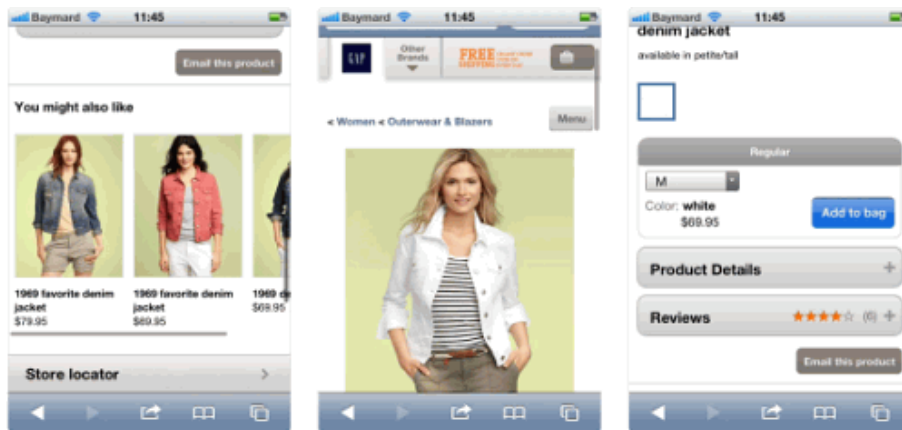 Baymard 11:45
Email this product
You might also like
1969 favorite denim jacket
$79.95
1969 favorite denim jacket
$69.95
1969 de
$69.95
Store locator
Baymard 11:45
GAP
Other Brands
FREE SHIPPING
« Women « Outerwear & Blazers
Menu
Baymard 11:45
denim jacket
available in petite/tall
Regular
M
Color: white
$69.95
Add to bag
Product Details
Reviews (6)
Email this product